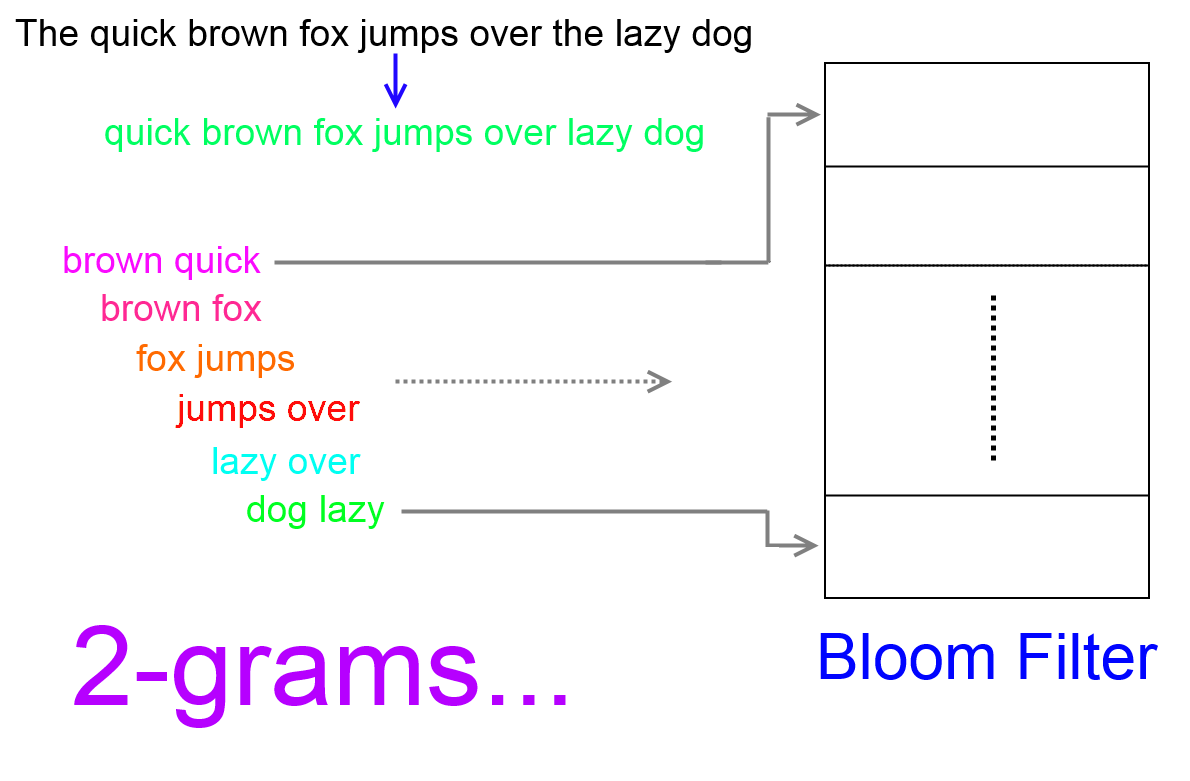 The quick brown fox jumps over the lazy dog
quick brown fox jumps over lazy dog
brown quick
brown fox
fox jumps
jumps over
lazy over
dog lazy
2-grams...
Bloom Filter